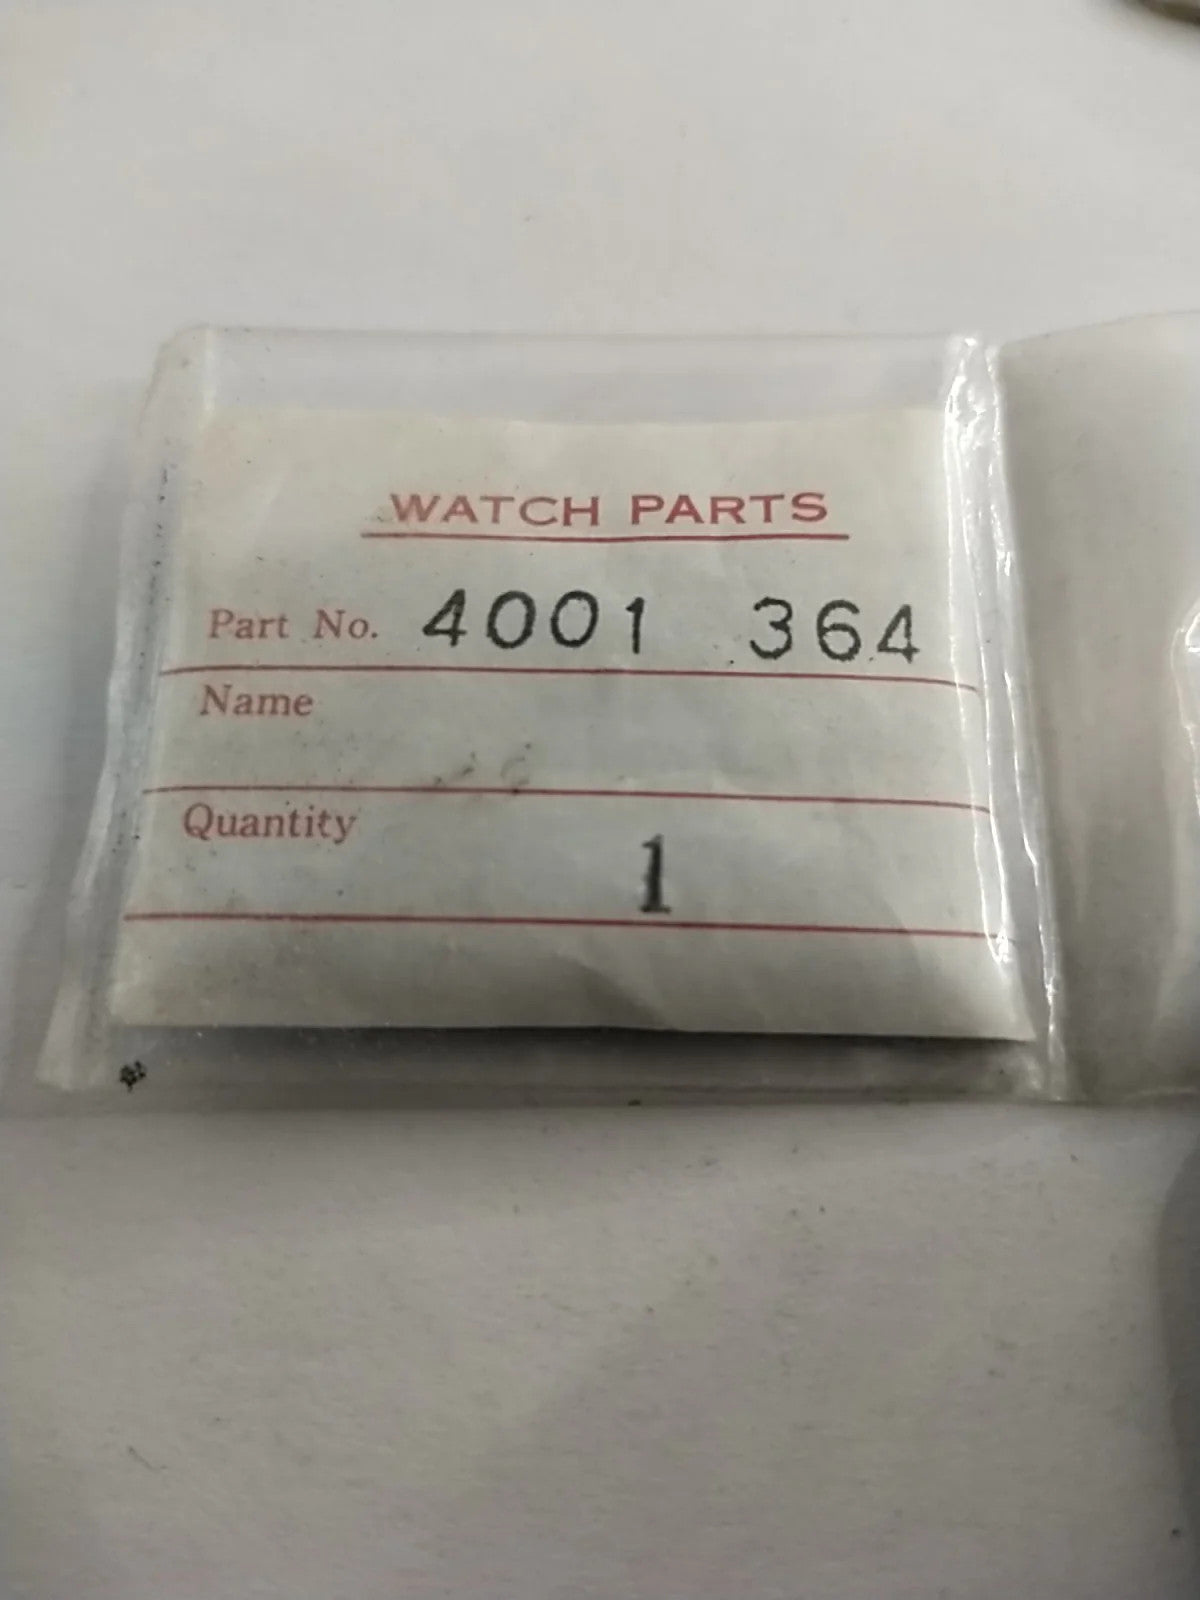 WATCH PARTS
Part No. 4001 364
Name
Quantity 1